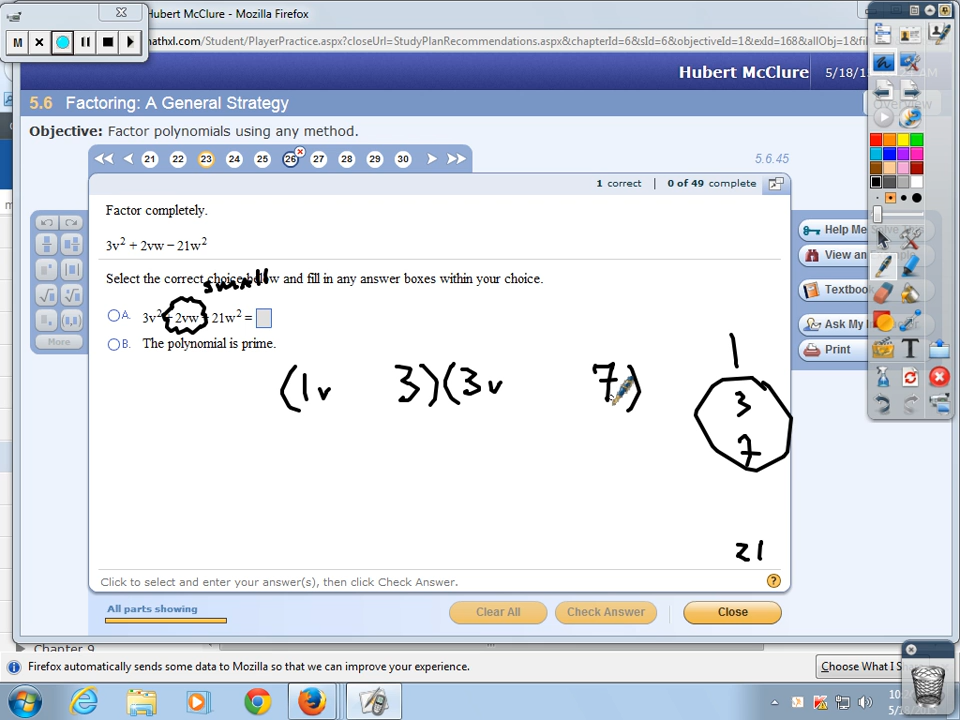 Hubert McClure - Mozilla Firefox
M
mathxl.com/Student/PlayerPractice.aspx?closeUrl=StudyPlanRecommendations.aspx&chapterId=6&sId=6&objectiveId=1&exId=168&allObj=1&fil
Hubert McClure 5/18/1
5.6 Factoring: A General Strategy
Objective: Factor polynomials using any method.
21 22 23 24 25 26 27 28 29 30
5.6.45
1 correct | 0 of 49 complete
Factor completely.
3v² + 2vw − 21w²
Select the correct choice below and fill in any answer boxes within your choice.
small
A. 3v² + 2vw − 21w² =
B. The polynomial is prime.
(1v 3)(3v 7)
1
3
7
21
More
Overview
Help Me
View an
Textbook
Ask My
Print
Click to select and enter your answer(s), then click Check Answer.
All parts showing
Clear All
Check Answer
Close
Chapter 9
Firefox automatically sends some data to Mozilla so that we can improve your experience.
Choose What I S